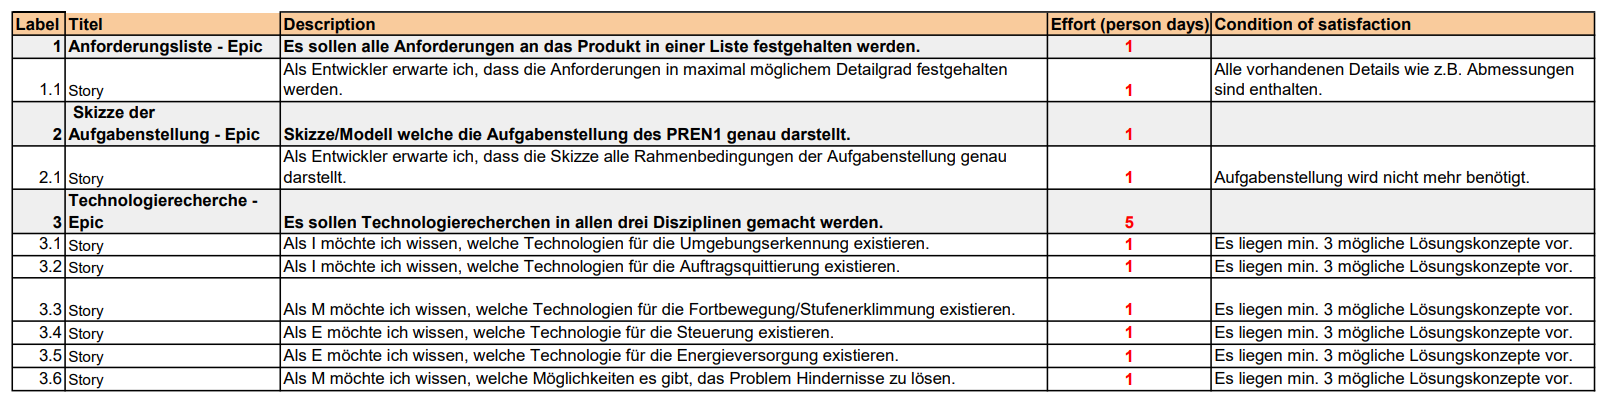 Label Titel Description Effort (person days) Condition of satisfaction
1 Anforderungsliste - Epic Es sollen alle Anforderungen an das Produkt in einer Liste festgehalten werden. 1
1.1 Story Als Entwickler erwarte ich, dass die Anforderungen in maximal möglichem Detailgrad festgehalten
werden. 1 Alle vorhandenen Details wie z.B. Abmessungen
sind enthalten.
2 Skizze der
Aufgabenstellung - Epic Skizze/Modell welche die Aufgabenstellung des PREN1 genau darstellt. 1
2.1 Story Als Entwickler erwarte ich, dass die Skizze alle Rahmenbedingungen der Aufgabenstellung genau
darstellt. 1 Aufgabenstellung wird nicht mehr benötigt.
3 Technologierecherche -
Epic Es sollen Technologierecherchen in allen drei Disziplinen gemacht werden. 5
3.1 Story Als I möchte ich wissen, welche Technologien für die Umgebungserkennung existieren. 1 Es liegen min. 3 mögliche Lösungskonzepte vor.
3.2 Story Als I möchte ich wissen, welche Technologien für die Auftragsquittierung existieren. 1 Es liegen min. 3 mögliche Lösungskonzepte vor.
3.3 Story Als M möchte ich wissen, welche Technologien für die Fortbewegung/Stufenerklimmung existieren. 1 Es liegen min. 3 mögliche Lösungskonzepte vor.
3.4 Story Als E möchte ich wissen, welche Technologie für die Steuerung existieren. 1 Es liegen min. 3 mögliche Lösungskonzepte vor.
3.5 Story Als E möchte ich wissen, welche Technologie für die Energieversorgung existieren. 1 Es liegen min. 3 mögliche Lösungskonzepte vor.
3.6 Story Als M möchte ich wissen, welche Möglichkeiten es gibt, das Problem Hindernisse zu lösen. 1 Es liegen min. 3 mögliche Lösungskonzepte vor.